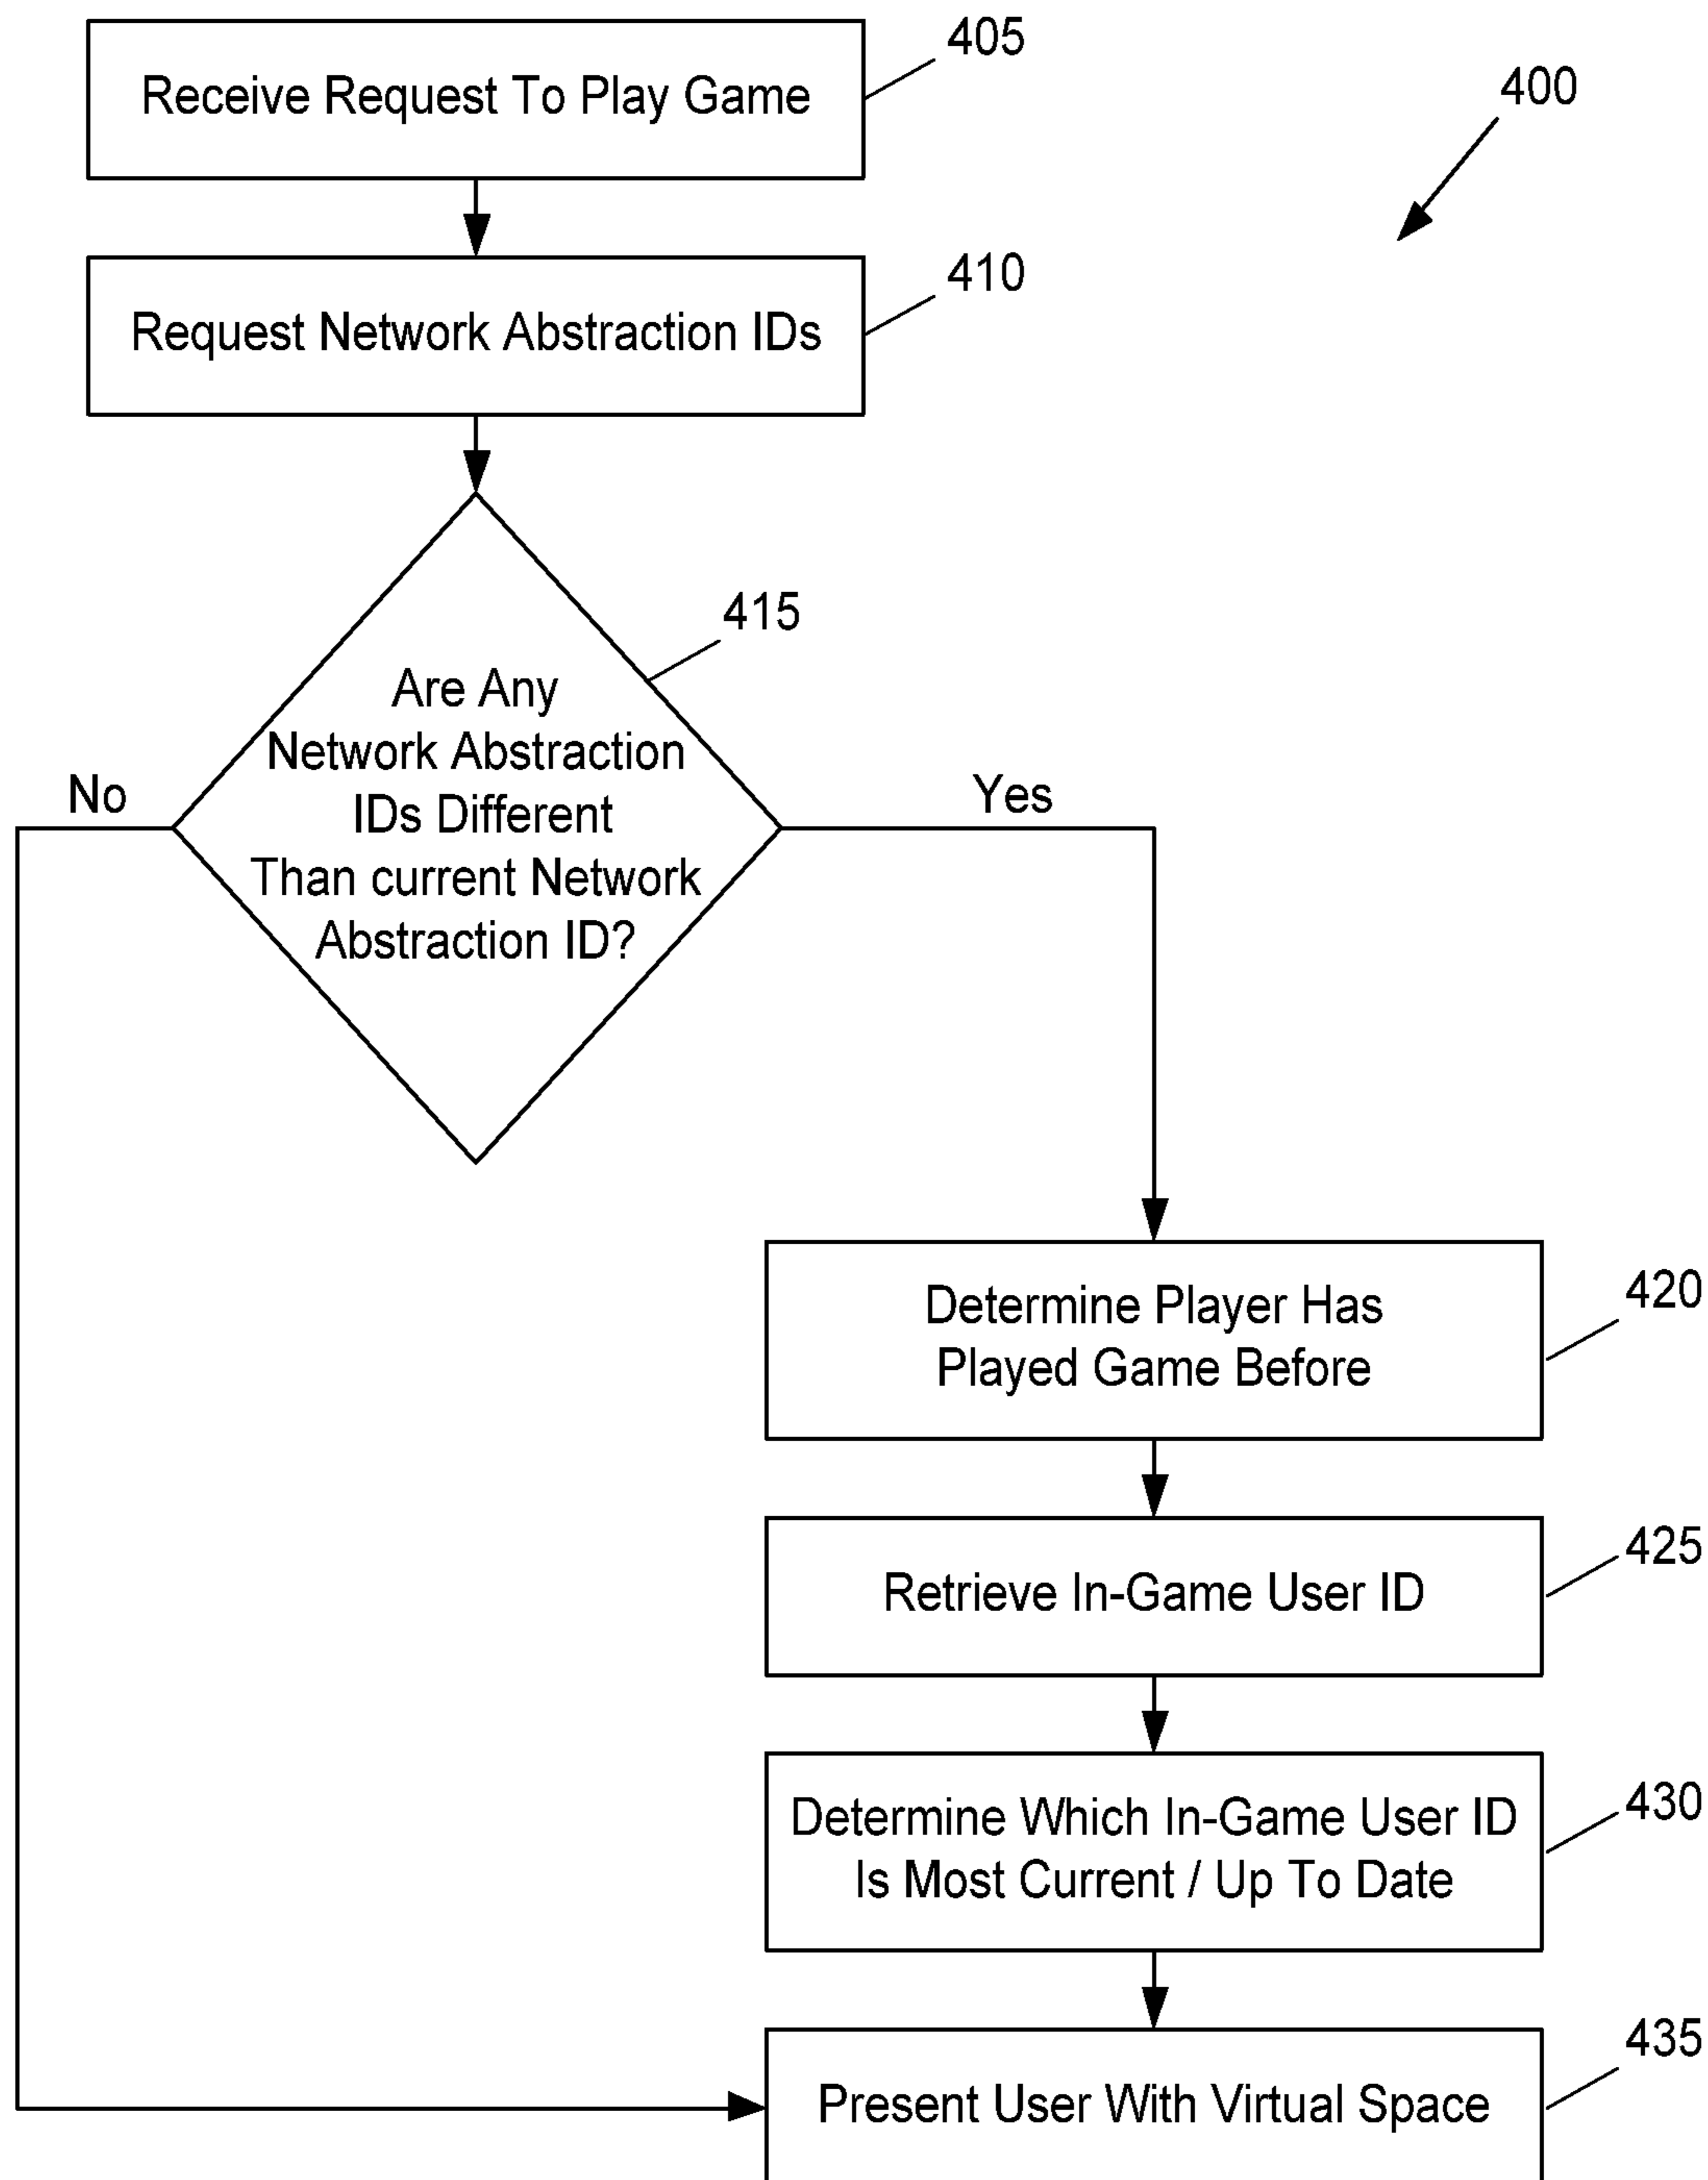 405
Receive Request To Play Game
400
410
Request Network Abstraction IDs
415
Are Any
Network Abstraction
IDs Different
Than current Network
Abstraction ID?
No
Yes
420
Determine Player Has
Played Game Before
425
Retrieve In-Game User ID
430
Determine Which In-Game User ID
Is Most Current / Up To Date
435
Present User With Virtual Space